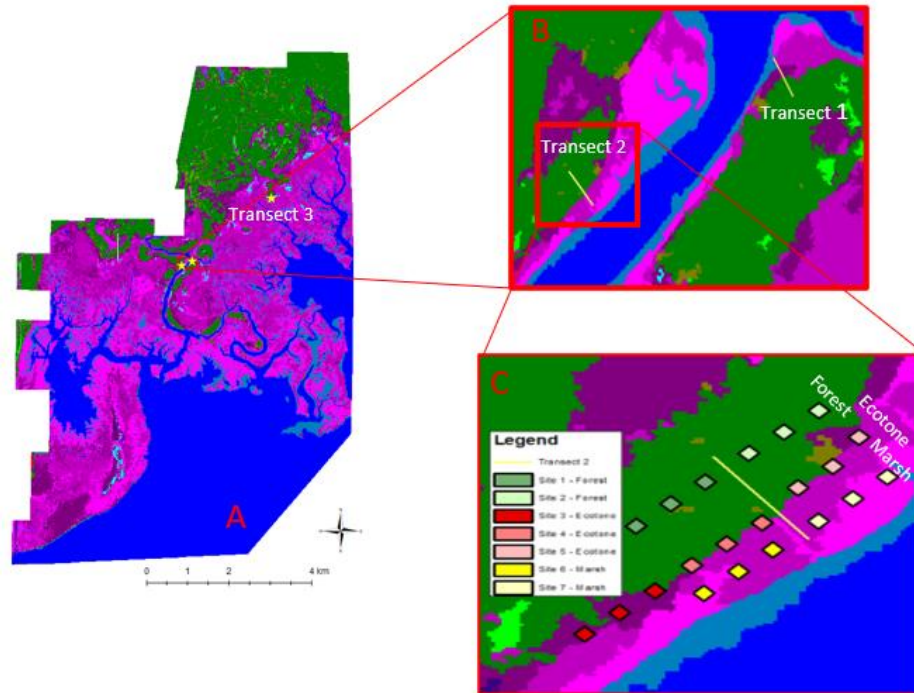 A
Transect 3
0 1 2 4 km
B
Transect 1
Transect 2
C
Forest
Ecotone
Marsh
Legend
Transect 2
Site 1 - Forest
Site 2 - Forest
Site 3 - Ecotone
Site 4 - Ecotone
Site 5 - Ecotone
Site 6 - Marsh
Site 7 - Marsh